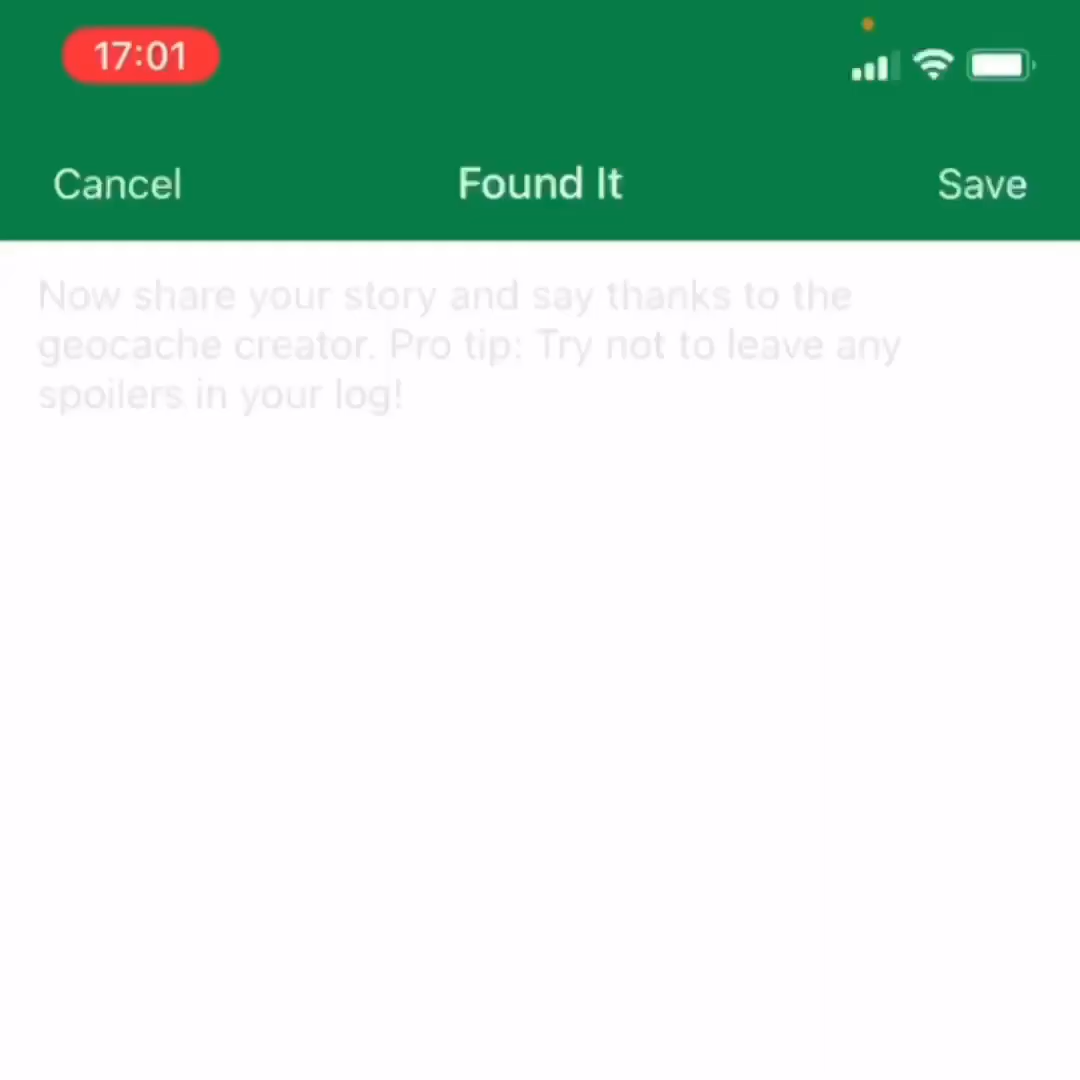 17:01
Cancel Found It Save
Now share your story and say thanks to the
geocache creator. Pro tip: Try not to leave any
spoilers in your log!